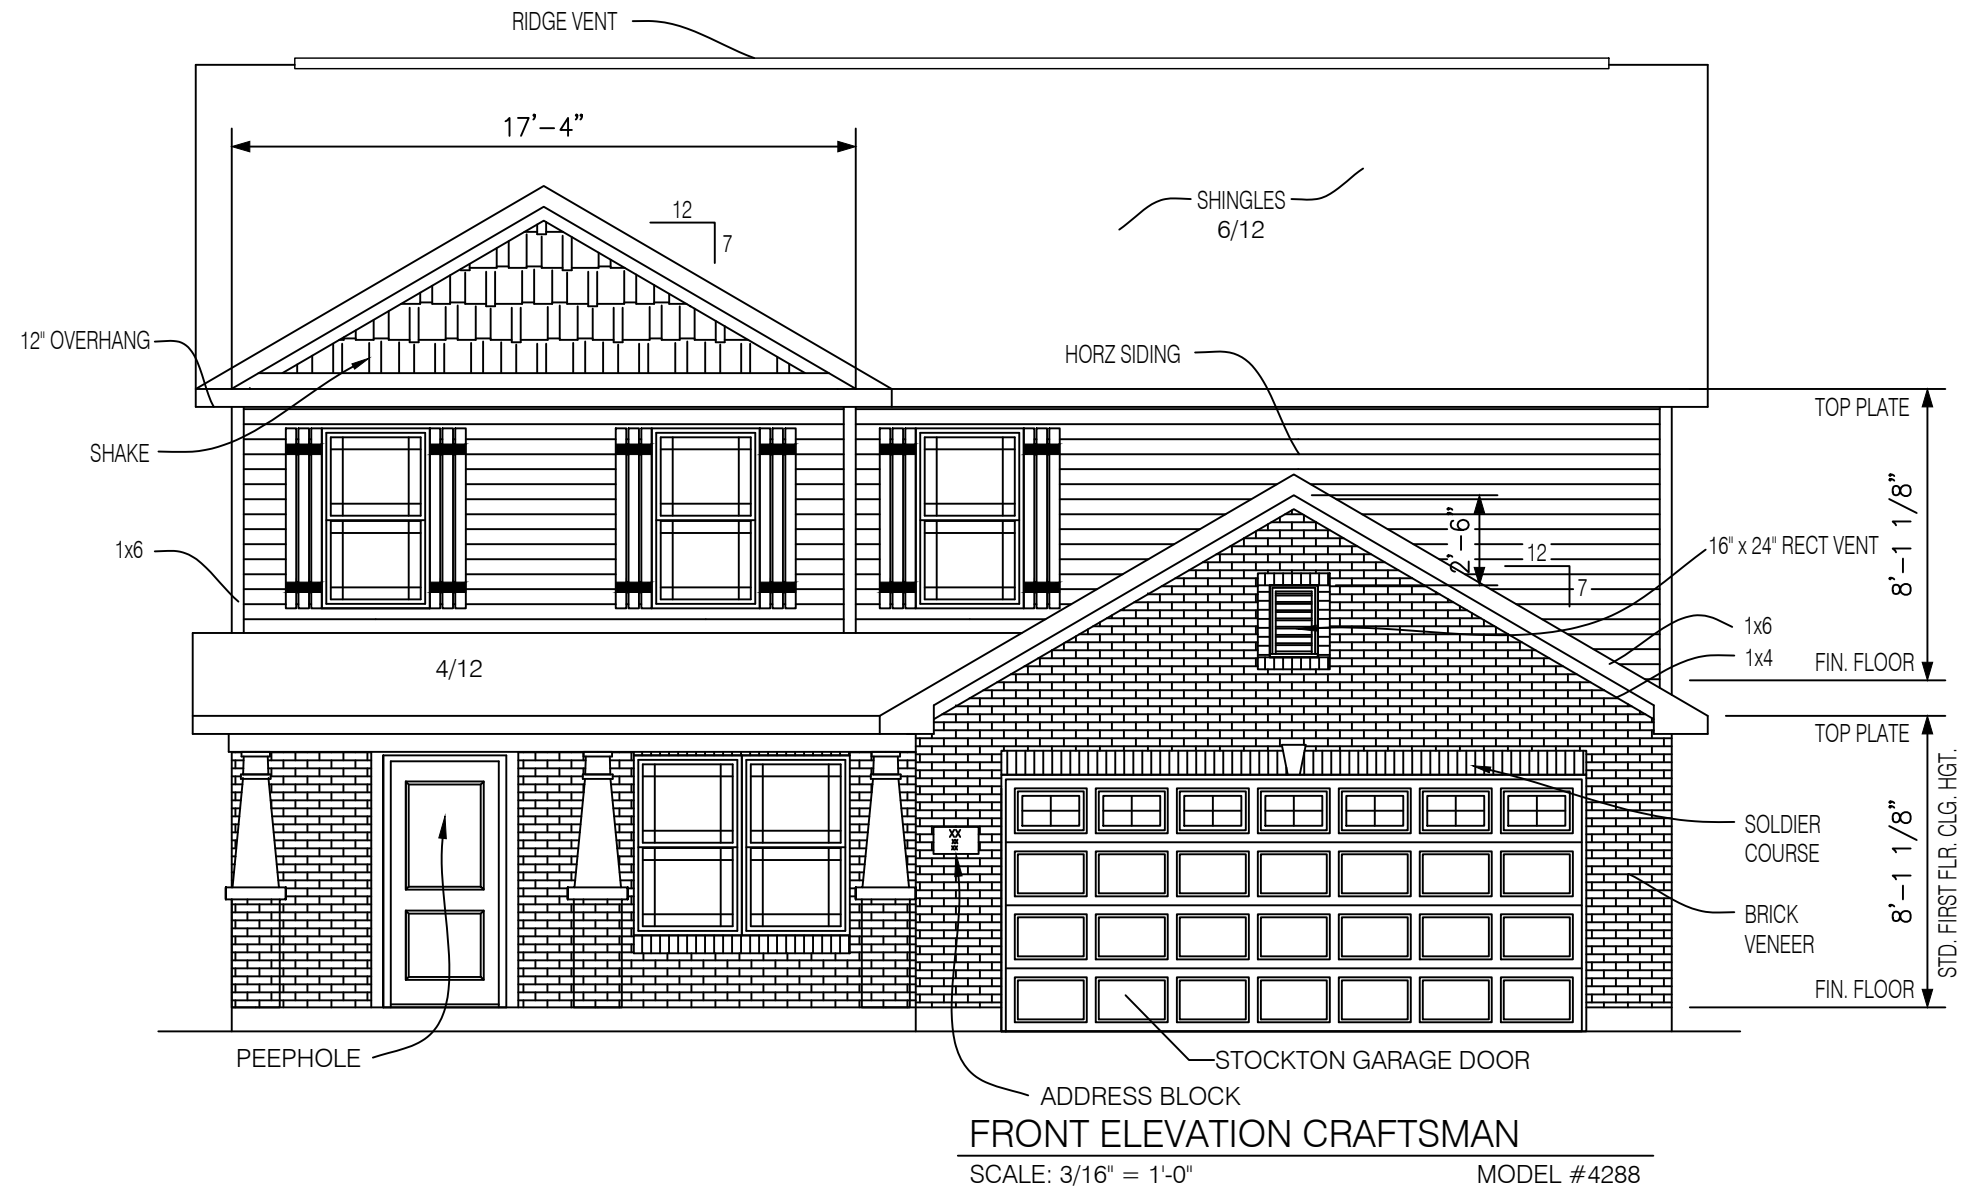 RIDGE VENT
17'-4"
12
7
SHINGLES
6/12
12" OVERHANG
HORZ SIDING
TOP PLATE
SHAKE
8'-1 1/8"
2'-6"
12
7
16" x 24" RECT VENT
1x6
1x6
1x4
FIN. FLOOR
4/12
TOP PLATE
STD. FIRST FLR. CLG. HGT.
8'-1 1/8"
SOLDIER
COURSE
XX
xx
xx
BRICK
VENEER
FIN. FLOOR
PEEPHOLE
STOCKTON GARAGE DOOR
ADDRESS BLOCK
FRONT ELEVATION CRAFTSMAN
SCALE: 3/16" = 1'-0"
MODEL #4288